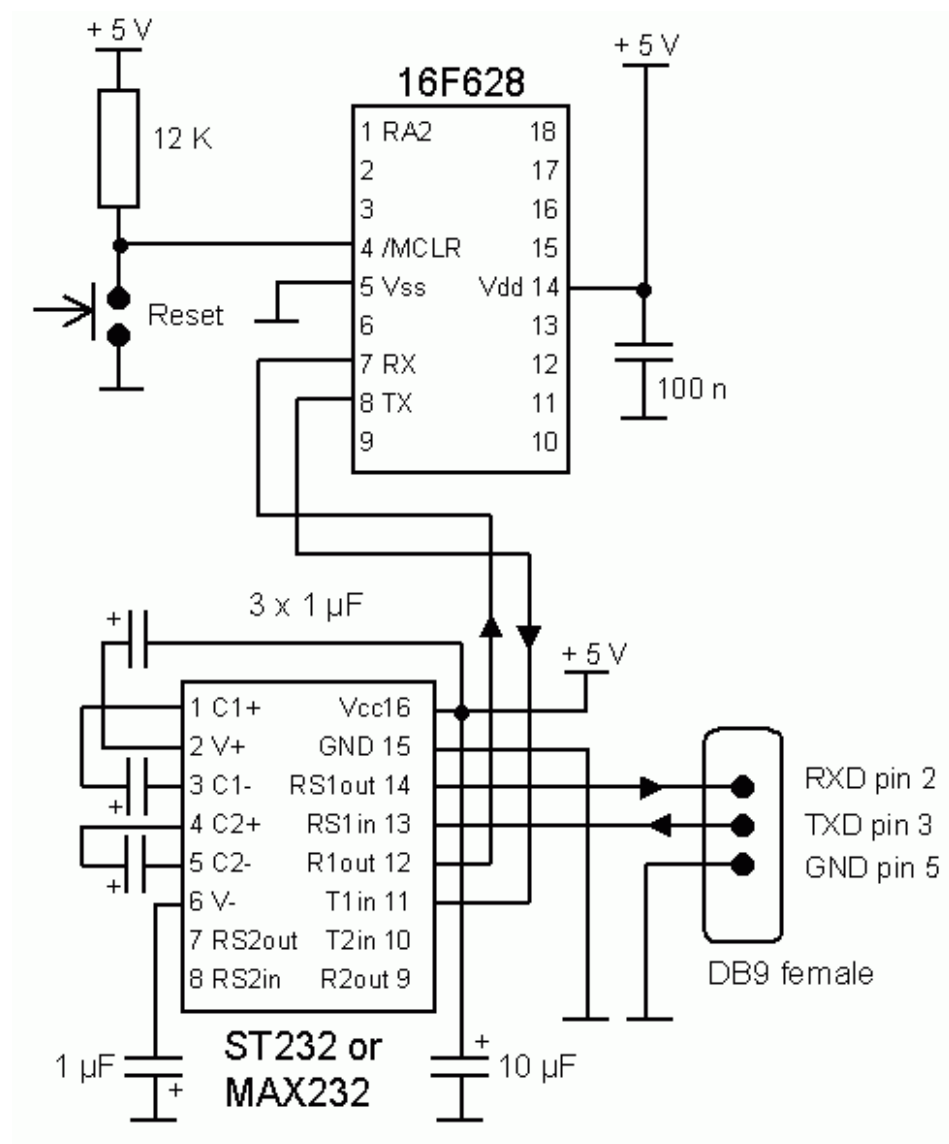 + 5 V
+ 5 V
16F628
12 K
1 RA2 18
2 17
3 16
4 /MCLR 15
5 Vss Vdd 14
6 13
7 RX 12
8 TX 11
9 10
Reset
100 n
3 x 1 µF
+
+ 5 V
1 C1+ Vcc16
2 V+ GND 15
3 C1- RS1out 14
+
4 C2+ RS1in 13
5 C2- R1out 12
+
6 V- T1in 11
7 RS2out T2in 10
8 RS2in R2out 9
RXD pin 2
TXD pin 3
GND pin 5
DB9 female
ST232 or
MAX232
1 µF
+
+
10 µF